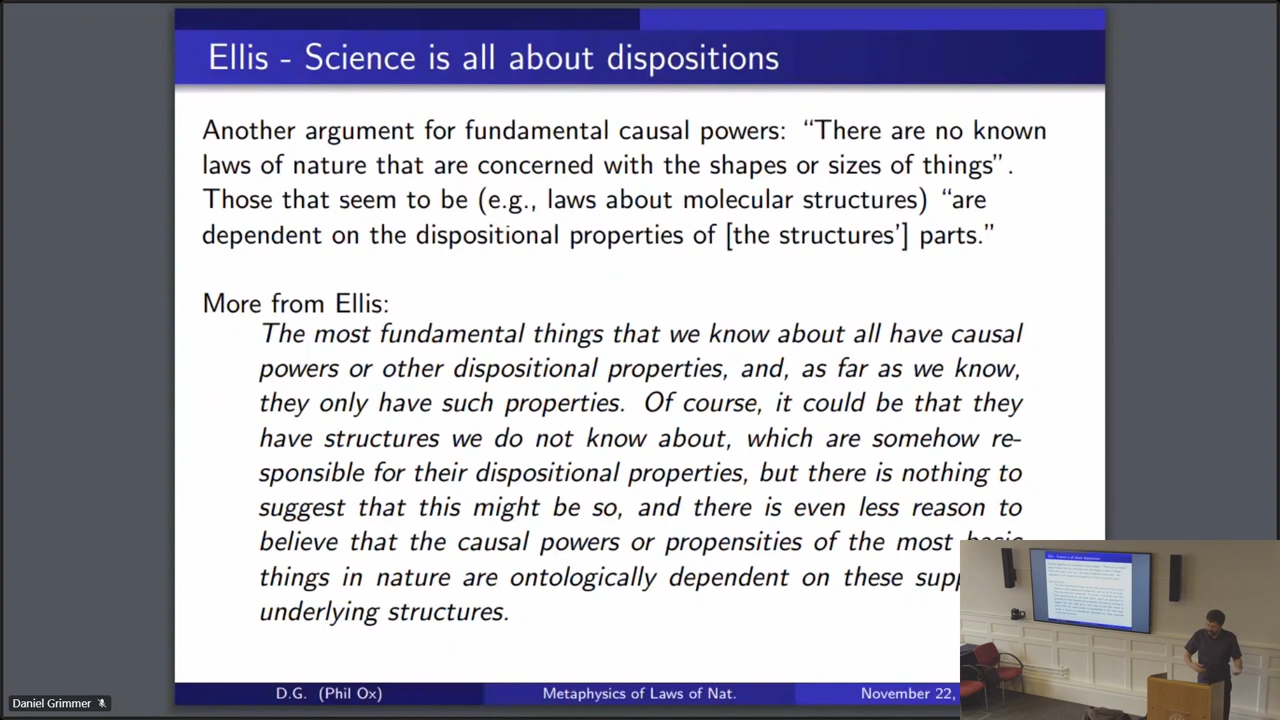 Ellis - Science is all about dispositions
Another argument for fundamental causal powers: “There are no known
laws of nature that are concerned with the shapes or sizes of things”.
Those that seem to be (e.g., laws about molecular structures) “are
dependent on the dispositional properties of [the structures’] parts.”
More from Ellis:
The most fundamental things that we know about all have causal
powers or other dispositional properties, and, as far as we know,
they only have such properties. Of course, it could be that they
have structures we do not know about, which are somehow re-
sponsible for their dispositional properties, but there is nothing to
suggest that this might be so, and there is even less reason to
believe that the causal powers or propensities of the most basic
things in nature are ontologically dependent on these
underlying structures.
D.G. (Phil Ox)
Metaphysics of Laws of Nat.
November 22,
Daniel Grimmer